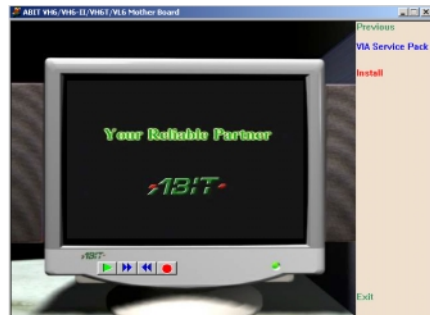 ABIT VH6/VH6-II/VH6T/VL6 Mother Board
Previous
VIA Service Pack
Install
Your Reliable Partner
ABIT
ABIT
Exit